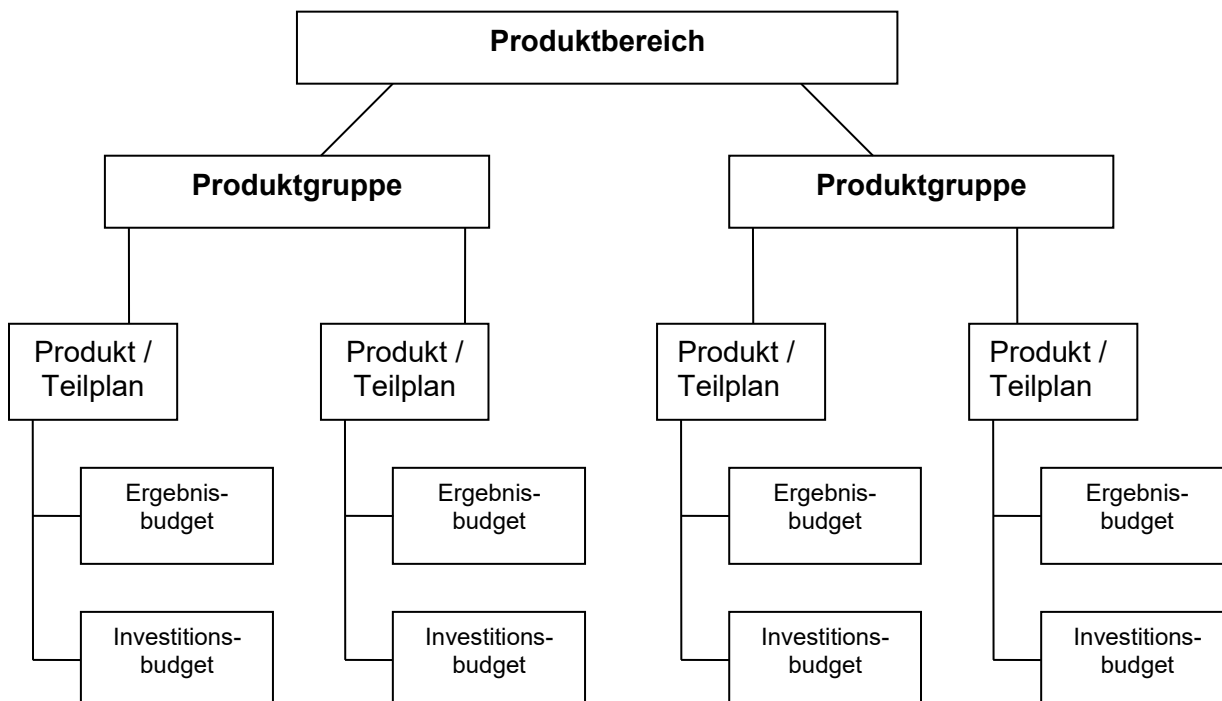 Produktbereich
Produktgruppe
Produktgruppe
Produkt /
Teilplan
Produkt /
Teilplan
Produkt /
Teilplan
Produkt /
Teilplan
Ergebnis-
budget
Ergebnis-
budget
Ergebnis-
budget
Ergebnis-
budget
Investitions-
budget
Investitions-
budget
Investitions-
budget
Investitions-
budget